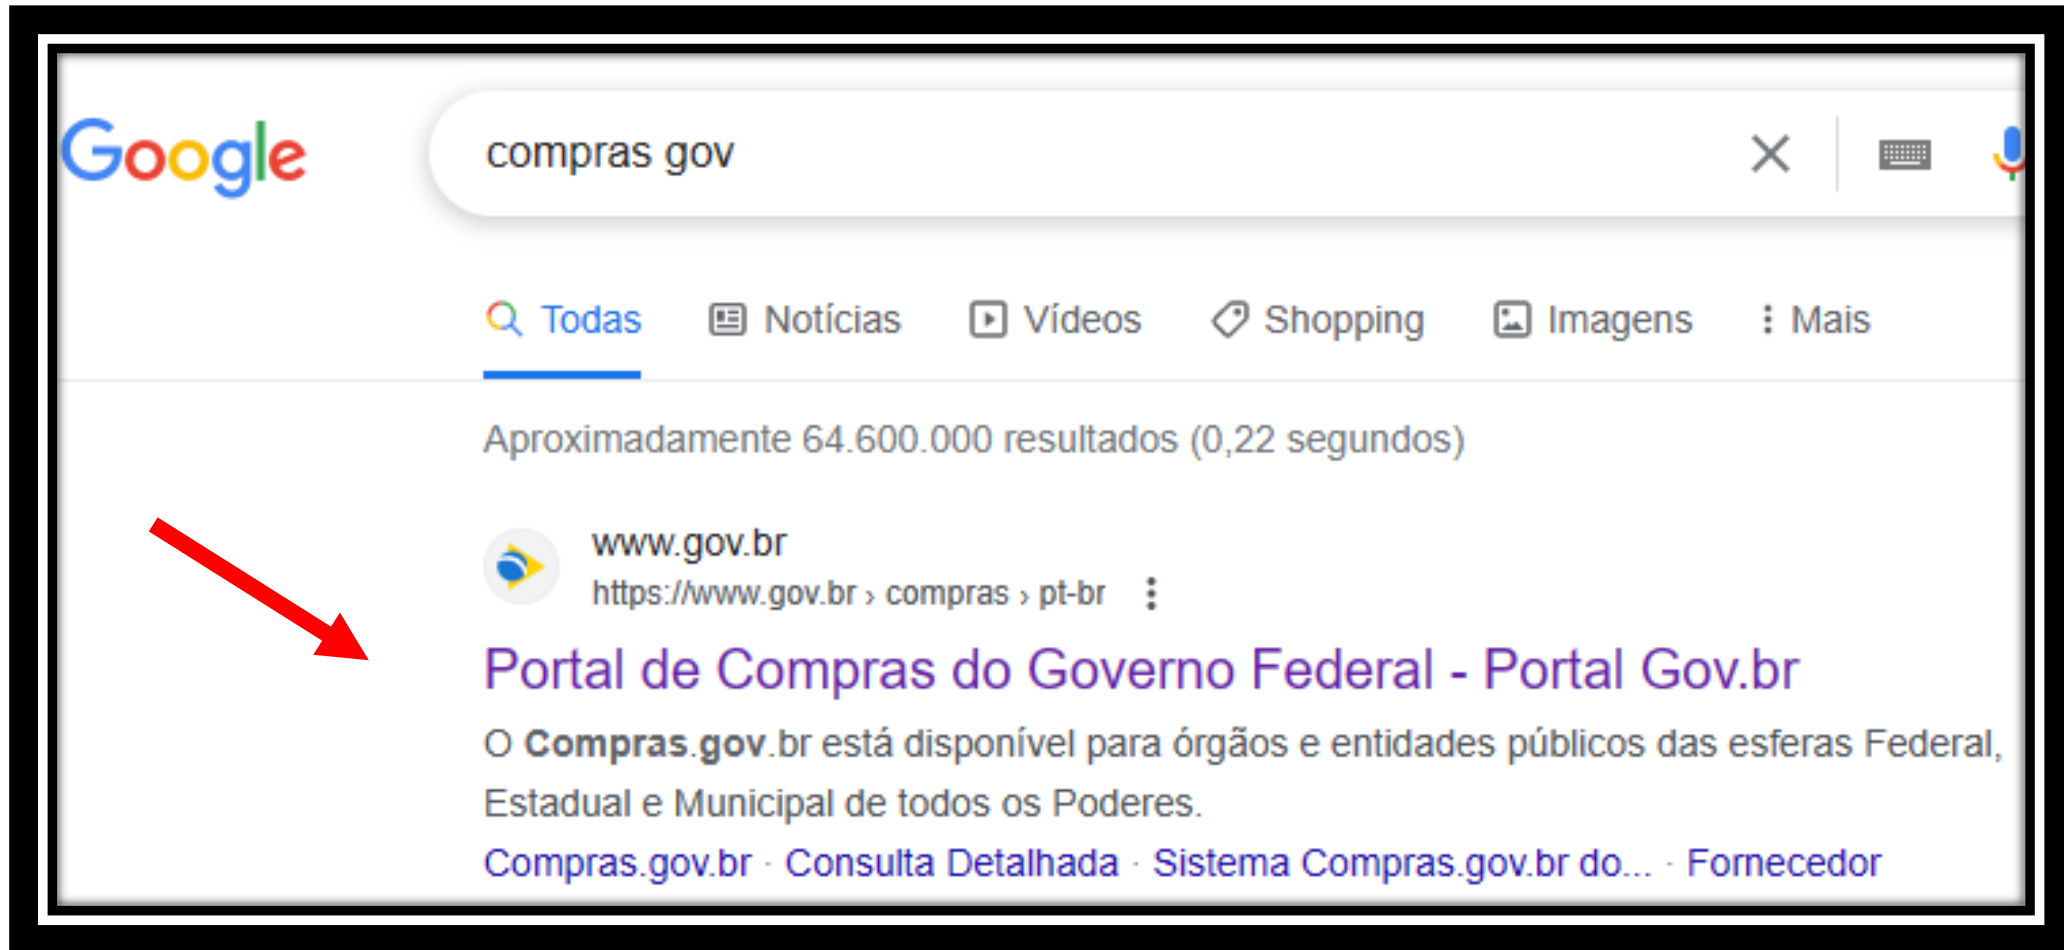 Google
compras gov
Todas Notícias Vídeos Shopping Imagens Mais
Aproximadamente 64.600.000 resultados (0,22 segundos)
www.gov.br
https://www.gov.br › compras › pt-br
Portal de Compras do Governo Federal - Portal Gov.br
O Compras.gov.br está disponível para órgãos e entidades públicos das esferas Federal,
Estadual e Municipal de todos os Poderes.
Compras.gov.br · Consulta Detalhada · Sistema Compras.gov.br do... · Fornecedor